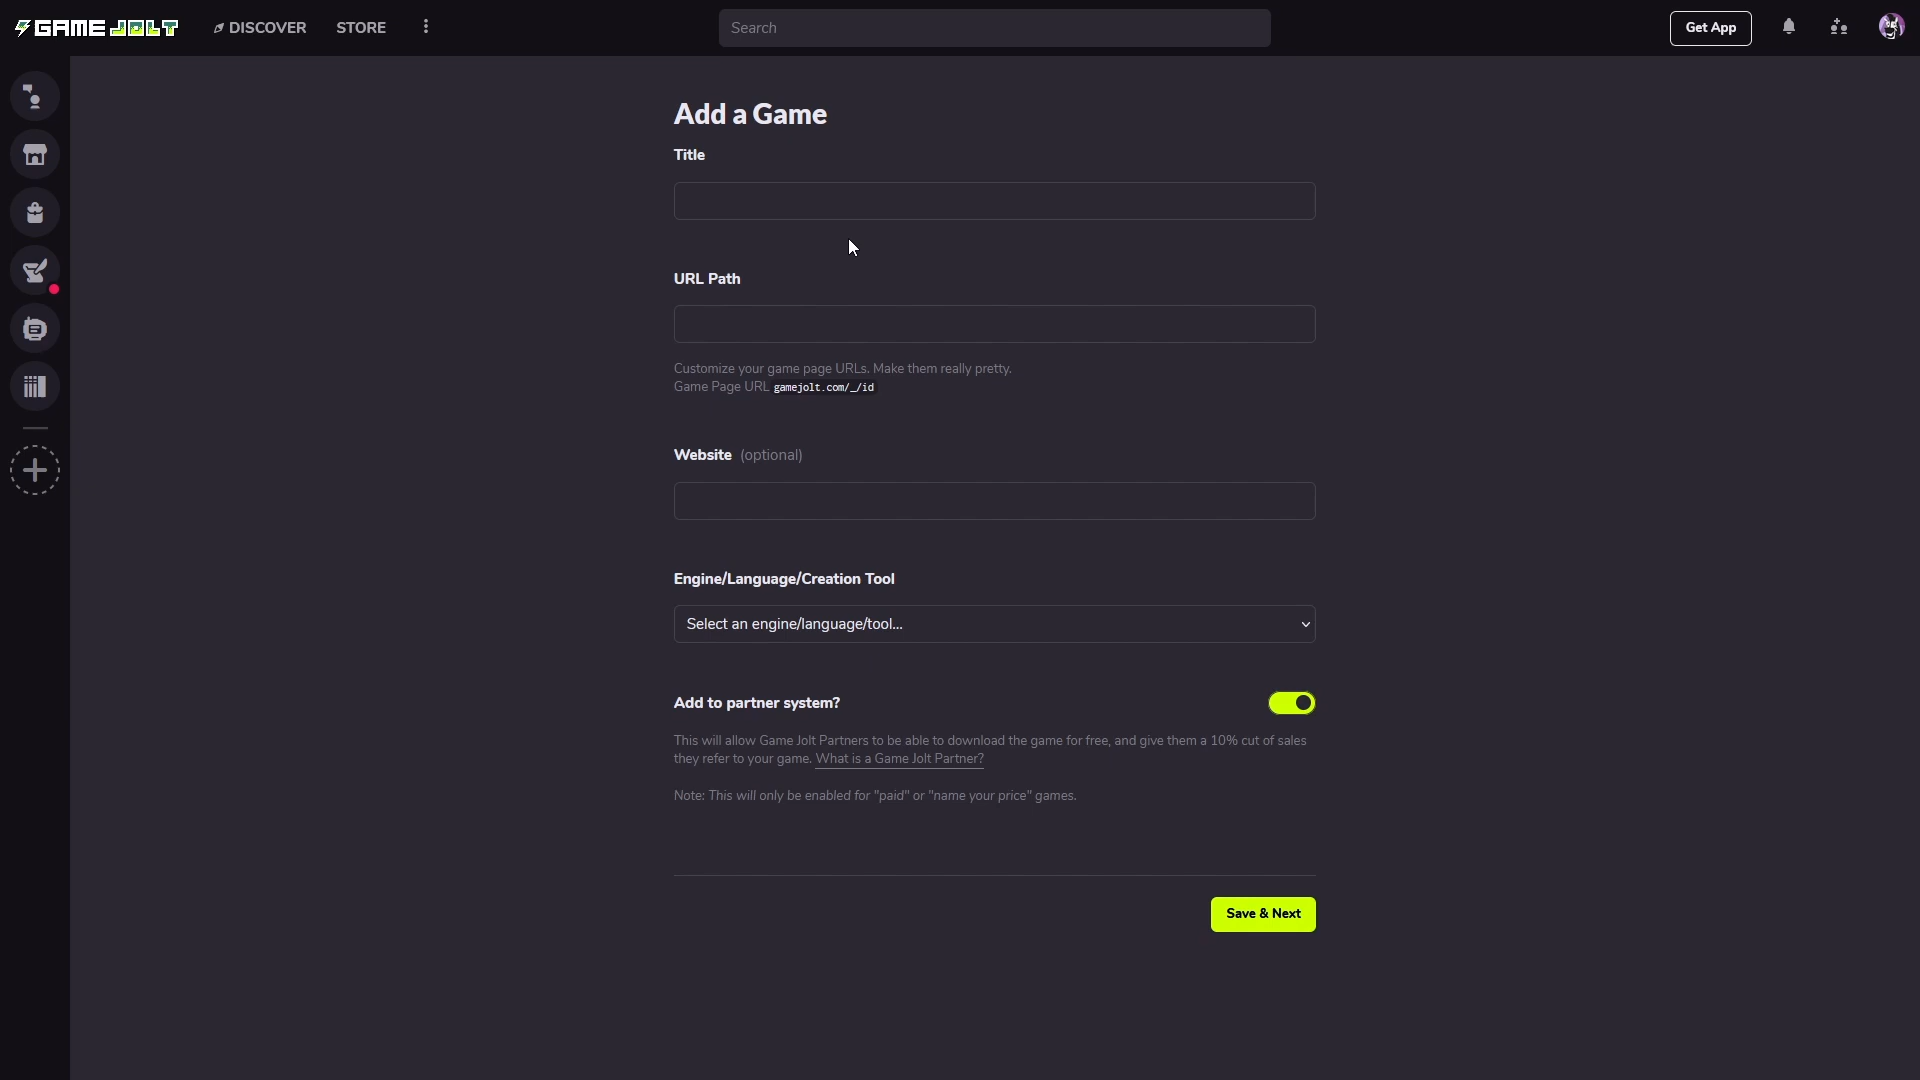 GAME JOLT
DISCOVER
STORE
Search
Get App
Add a Game
Title
URL Path
Customize your game page URLs. Make them really pretty.
Game Page URL gamejolt.com/_/id
Website (optional)
Engine/Language/Creation Tool
Select an engine/language/tool...
Add to partner system?
This will allow Game Jolt Partners to be able to download the game for free, and give them a 10% cut of sales
they refer to your game. What is a Game Jolt Partner?
Note: This will only be enabled for "paid" or "name your price" games.
Save & Next